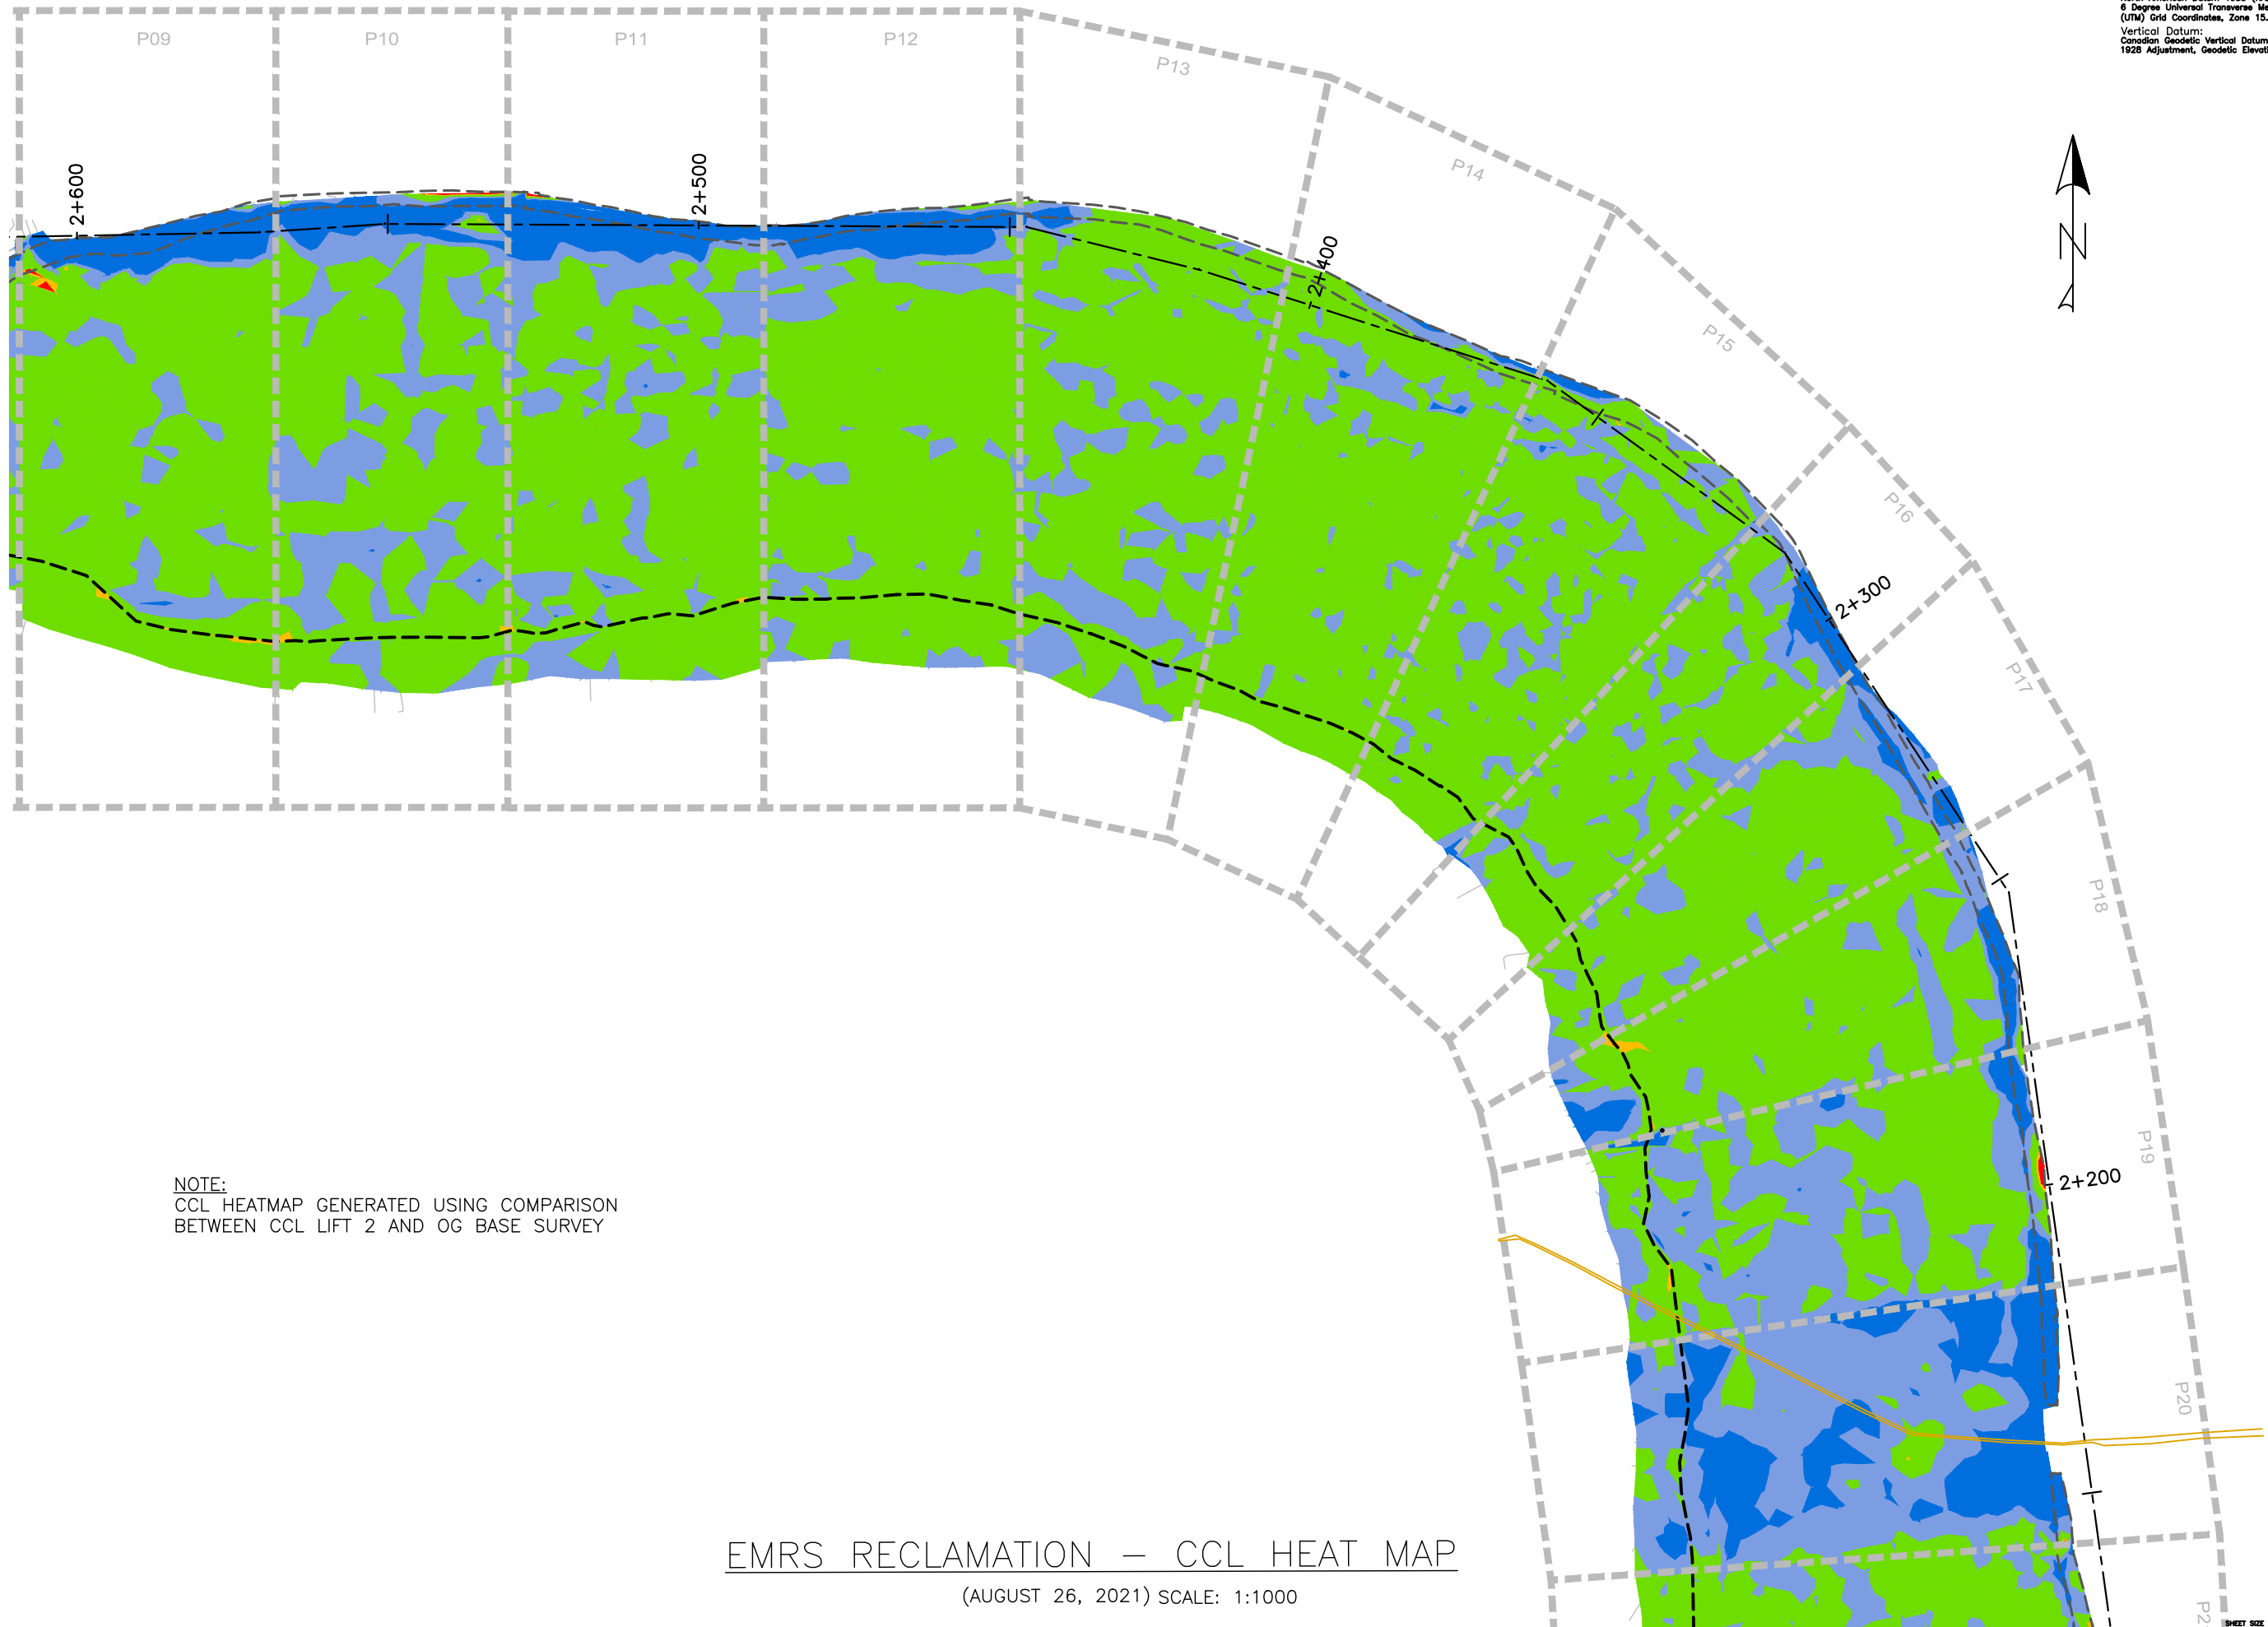 6 Degree Universal Transverse Me
(UTM) Grid Coordinates, Zone 15.
Vertical Datum:
Canadian Geodetic Vertical Datum
1928 Adjustment, Geodetic Elevati
P09
P10
P11
P12
P13
P14
P15
P16
P17
P18
P19
P20
P2
2+600
2+500
2+400
2+300
2+200
N
NOTE:
CCL HEATMAP GENERATED USING COMPARISON
BETWEEN CCL LIFT 2 AND OG BASE SURVEY
EMRS RECLAMATION – CCL HEAT MAP
(AUGUST 26, 2021) SCALE: 1:1000
SHEET SIZE